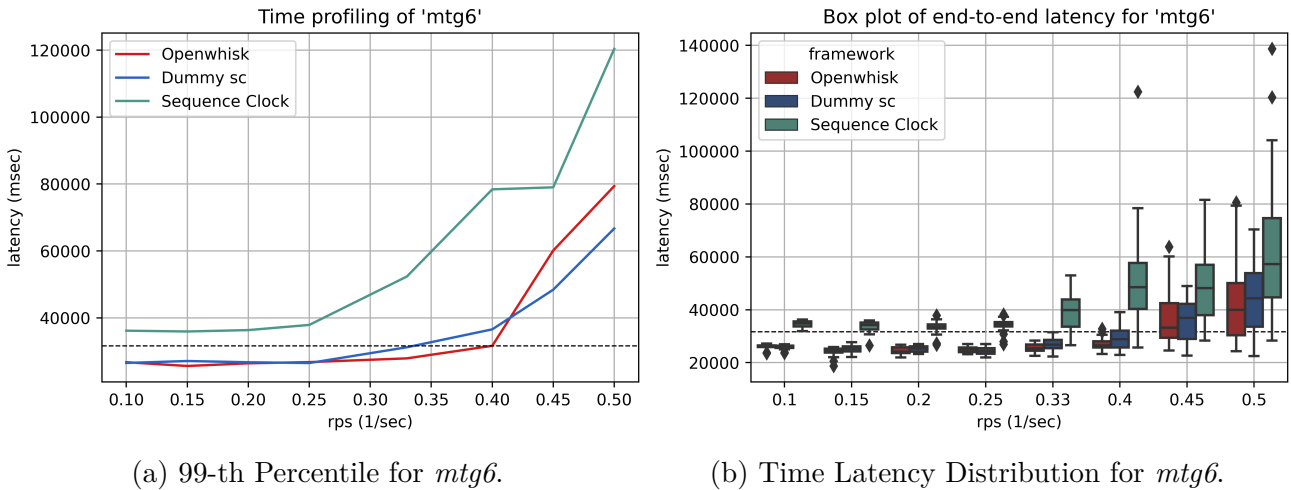 Time profiling of 'mtg6'
Openwhisk
Dummy sc
Sequence Clock
latency (msec)
120000
100000
80000
60000
40000
0.10 0.15 0.20 0.25 0.30 0.35 0.40 0.45 0.50
rps (1/sec)
(a) 99-th Percentile for mtg6.
Box plot of end-to-end latency for 'mtg6'
framework
Openwhisk
Dummy sc
Sequence Clock
latency (msec)
140000
120000
100000
80000
60000
40000
20000
0.1 0.15 0.2 0.25 0.33 0.4 0.45 0.5
rps (1/sec)
(b) Time Latency Distribution for mtg6.